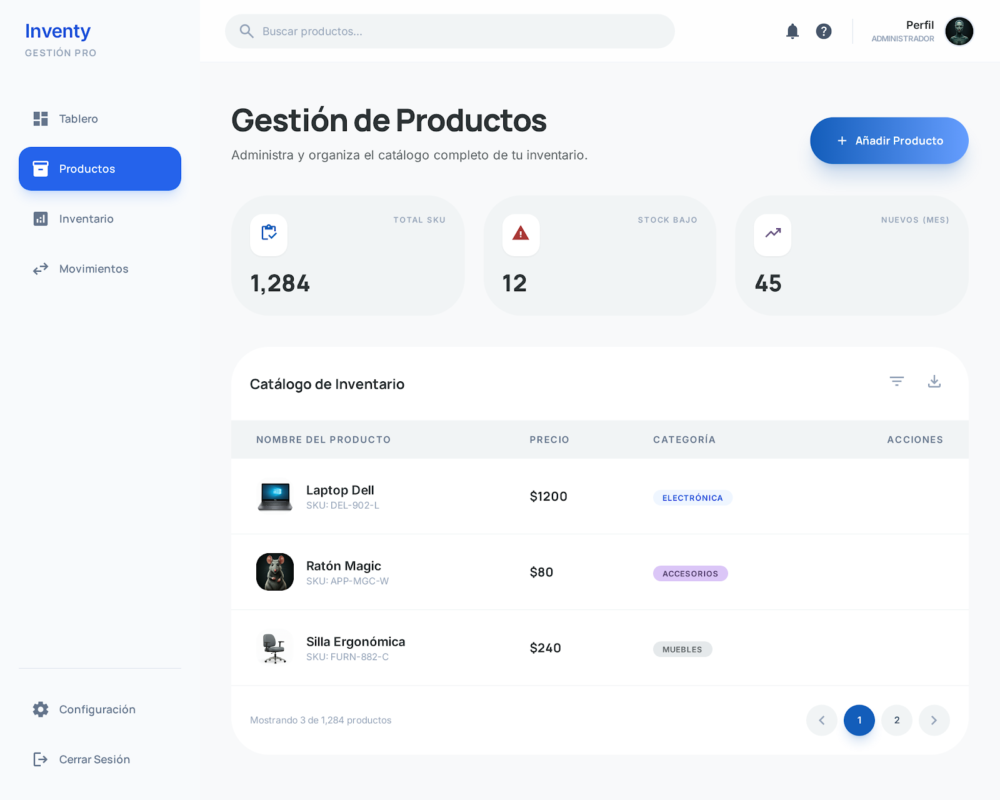 Inventy
GESTIÓN PRO
Tablero
Productos
Inventario
Movimientos
Configuración
Cerrar Sesión
Buscar productos...
Perfil
ADMINISTRADOR
Gestión de Productos
Administra y organiza el catálogo completo de tu inventario.
+ Añadir Producto
TOTAL SKU
1,284
STOCK BAJO
12
NUEVOS (MES)
45
Catálogo de Inventario
NOMBRE DEL PRODUCTO PRECIO CATEGORÍA ACCIONES
Laptop Dell
SKU: DEL-902-L
$1200
ELECTRÓNICA
Ratón Magic
SKU: APP-MGC-W
$80
ACCESORIOS
Silla Ergonómica
SKU: FURN-882-C
$240
MUEBLES
Mostrando 3 de 1,284 productos
1 2